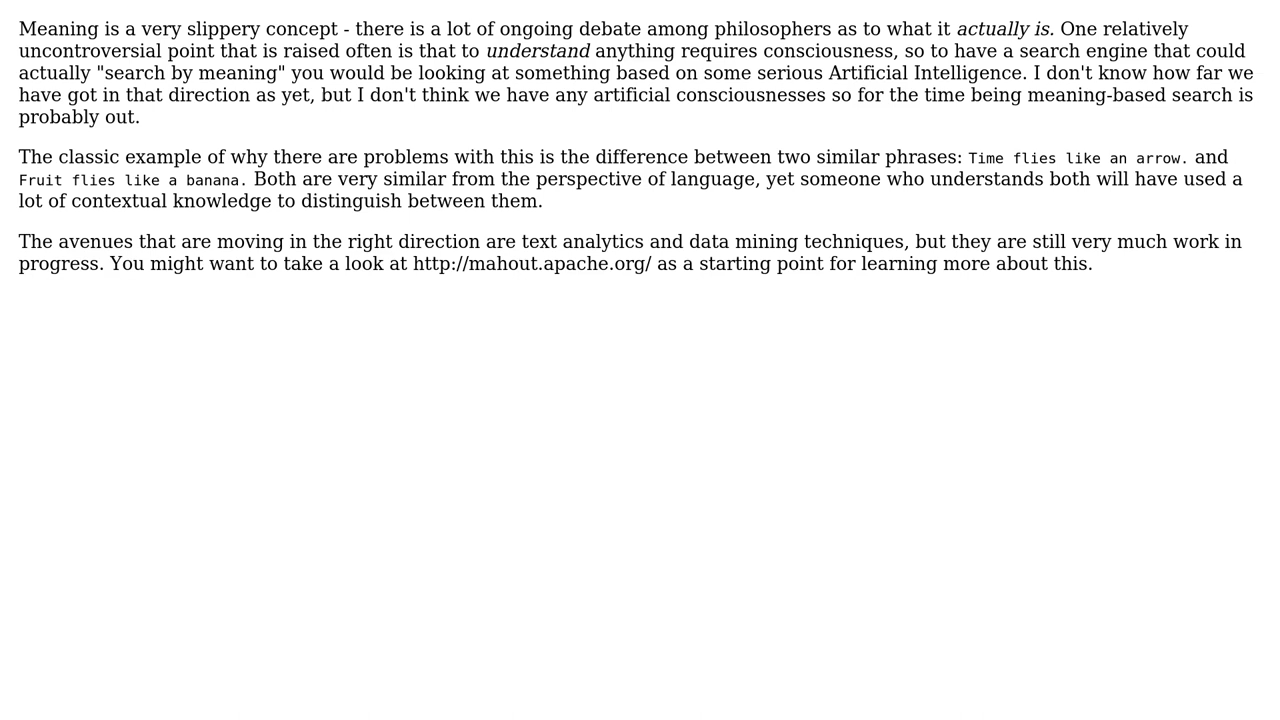 Meaning is a very slippery concept - there is a lot of ongoing debate among philosophers as to what it actually is. One relatively
uncontroversial point that is raised often is that to understand anything requires consciousness, so to have a search engine that could
actually "search by meaning" you would be looking at something based on some serious Artificial Intelligence. I don't know how far we
have got in that direction as yet, but I don't think we have any artificial consciousnesses so for the time being meaning-based search is
probably out.
The classic example of why there are problems with this is the difference between two similar phrases: Time flies like an arrow. and
Fruit flies like a banana. Both are very similar from the perspective of language, yet someone who understands both will have used a
lot of contextual knowledge to distinguish between them.
The avenues that are moving in the right direction are text analytics and data mining techniques, but they are still very much work in
progress. You might want to take a look at http://mahout.apache.org/ as a starting point for learning more about this.